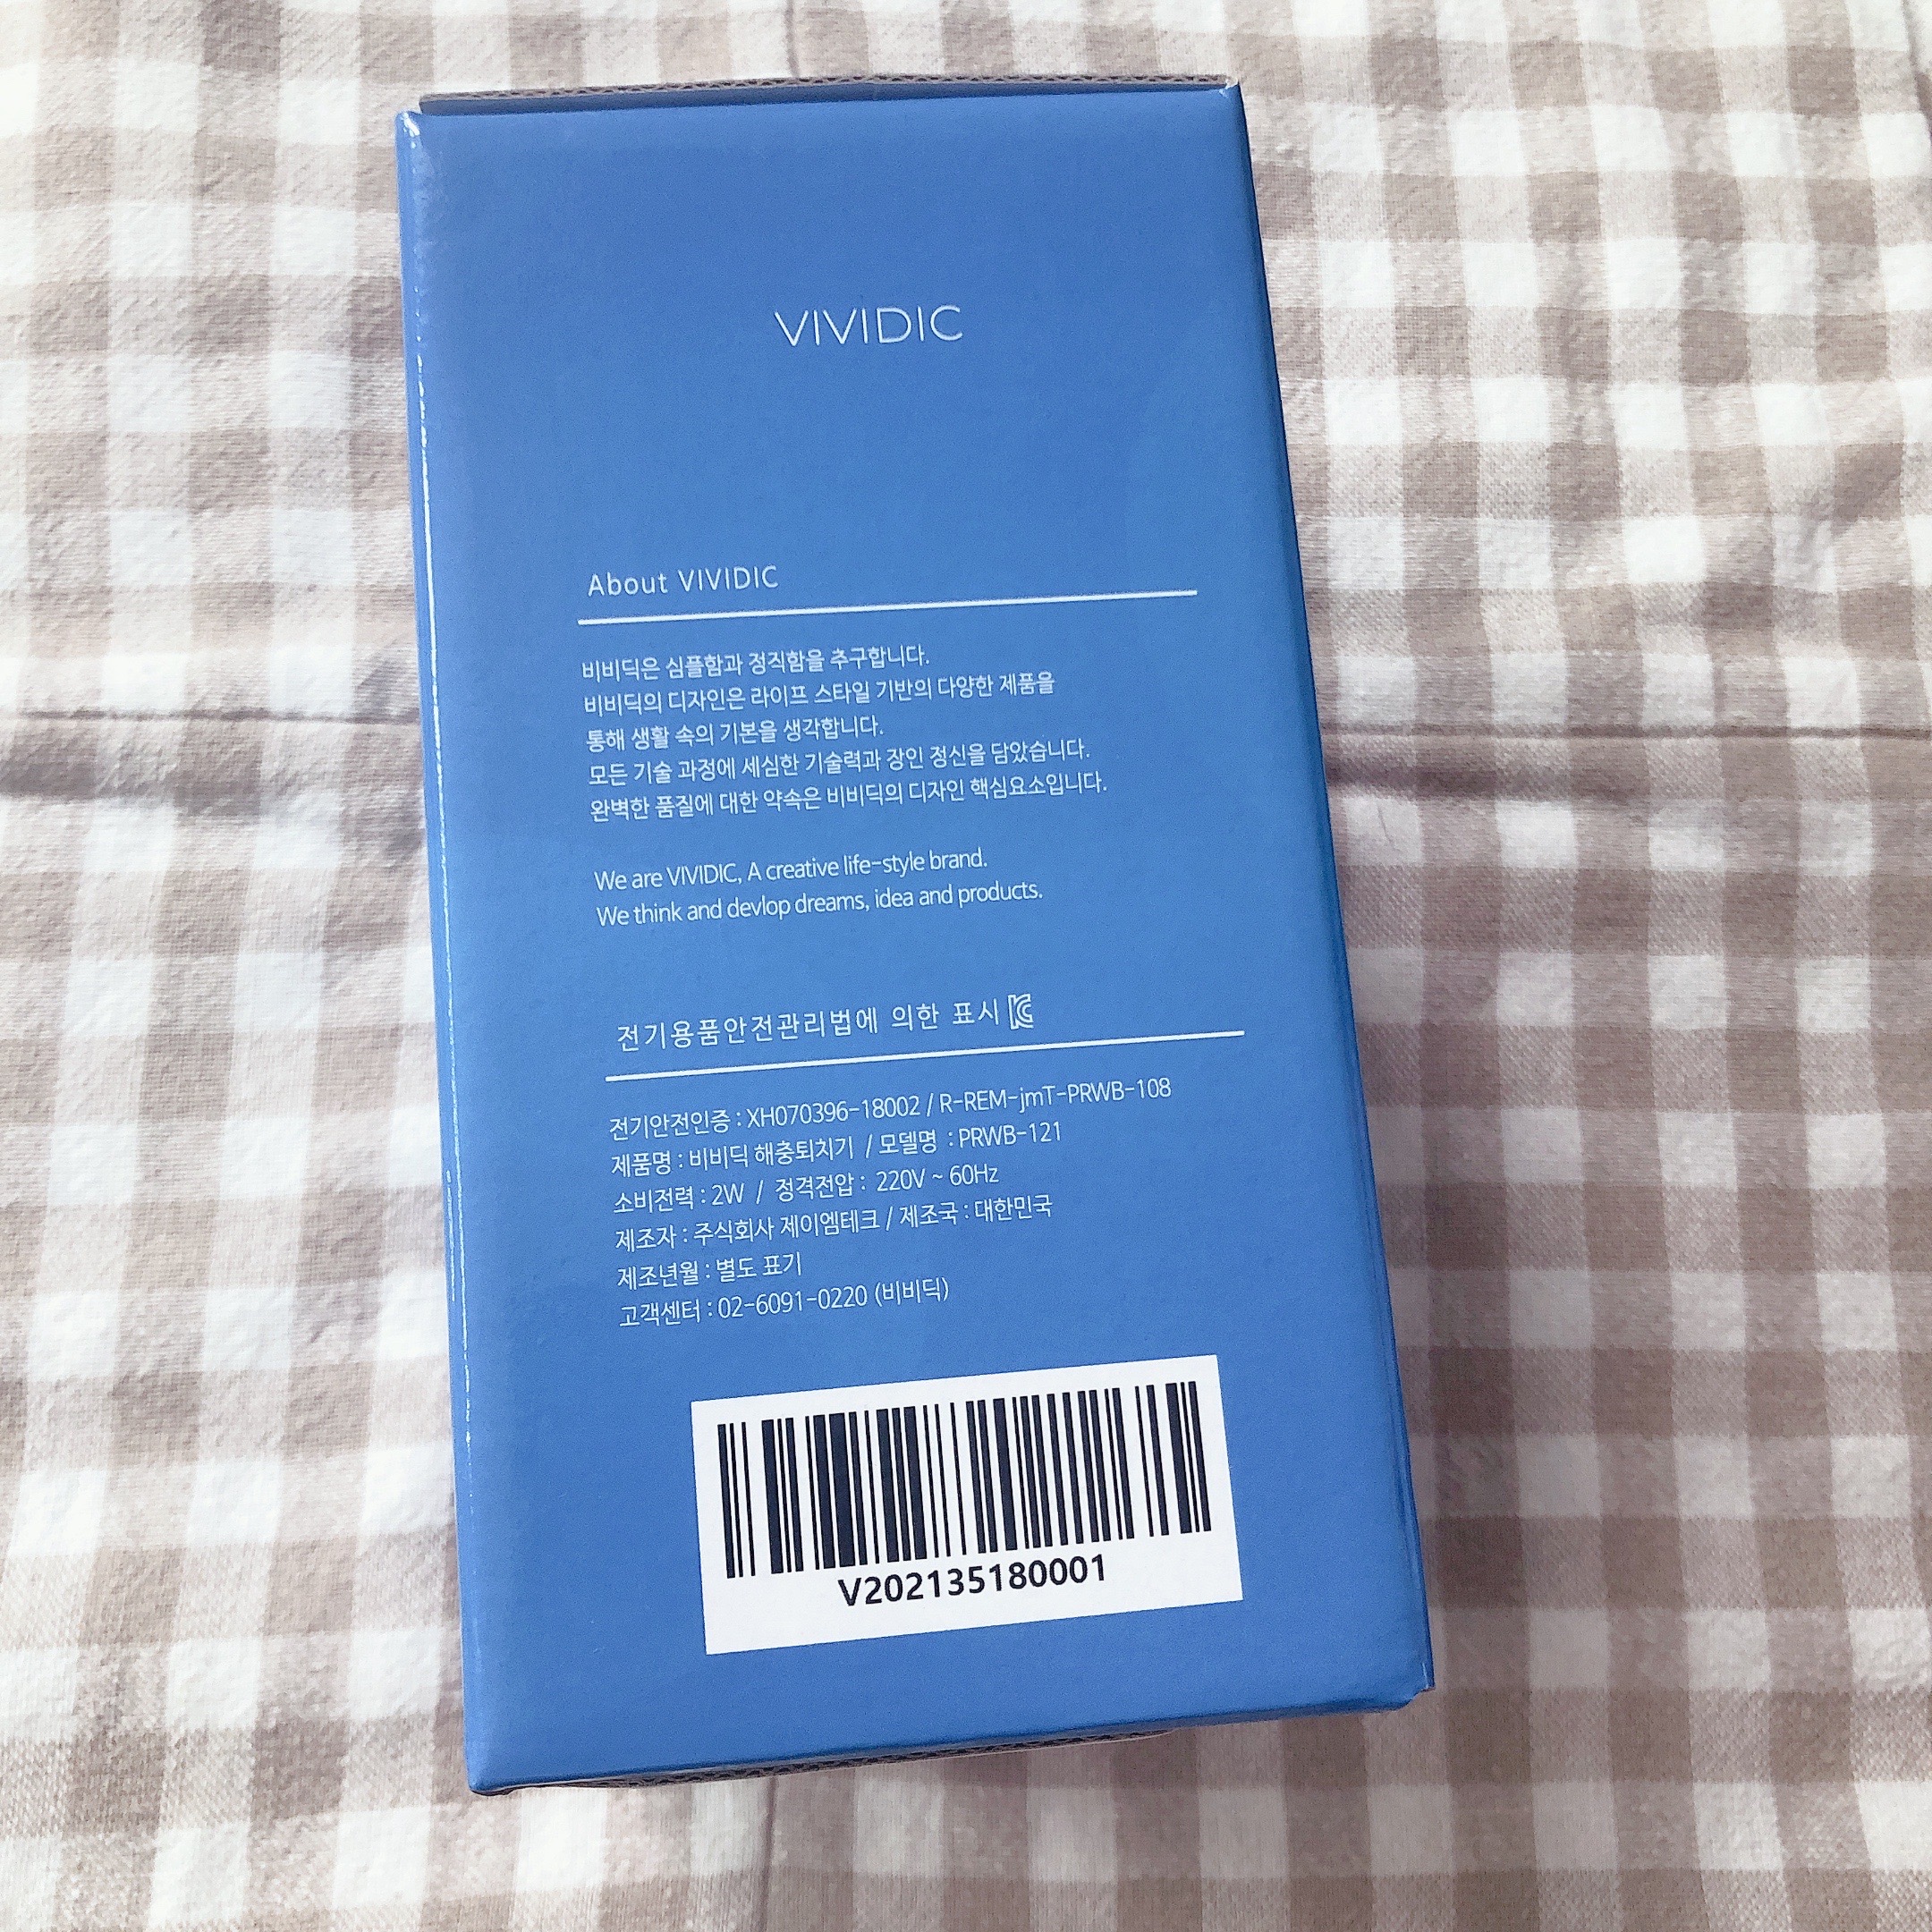 VIVIDIC
About VIVIDIC
비비딕은 심플함과 정직함을 추구합니다.
비비딕의 디자인은 라이프 스타일 기반의 다양한 제품을
통해 생활 속의 기본을 생각합니다.
모든 기술 과정에 세심한 기술력과 장인 정신을 담았습니다.
완벽한 품질에 대한 약속은 비비딕의 디자인 핵심요소입니다.
We are VIVIDIC, A creative life-style brand.
We think and devlop dreams, idea and products.
전기용품안전관리법에 의한 표시 KC
전기안전인증 : XH070396-18002 / R-REM-jmT-PRWB-108
제품명 : 비비딕 해충퇴치기 / 모델명 : PRWB-121
소비전력 : 2W / 정격전압 : 220V ~ 60Hz
제조자 : 주식회사 제이엠테크 / 제조국 : 대한민국
제조년월 : 별도 표기
고객센터 : 02-6091-0220 (비비딕)
V202135180001